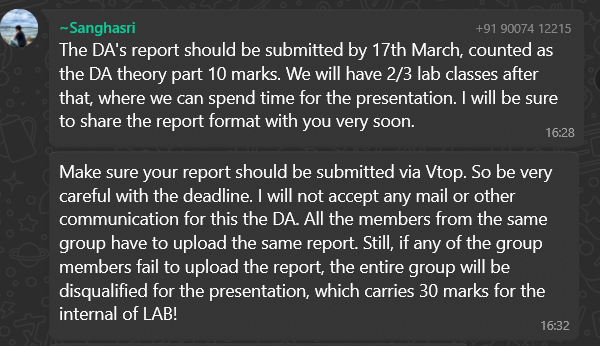 ~Sanghasri +91 90074 12215
The DA's report should be submitted by 17th March, counted as
the DA theory part 10 marks. We will have 2/3 lab classes after
that, where we can spend time for the presentation. I will be sure
to share the report format with you very soon.
16:28
Make sure your report should be submitted via Vtop. So be very
careful with the deadline. I will not accept any mail or other
communication for this the DA. All the members from the same
group have to upload the same report. Still, if any of the group
members fail to upload the report, the entire group will be
disqualified for the presentation, which carries 30 marks for the
internal of LAB!
16:32